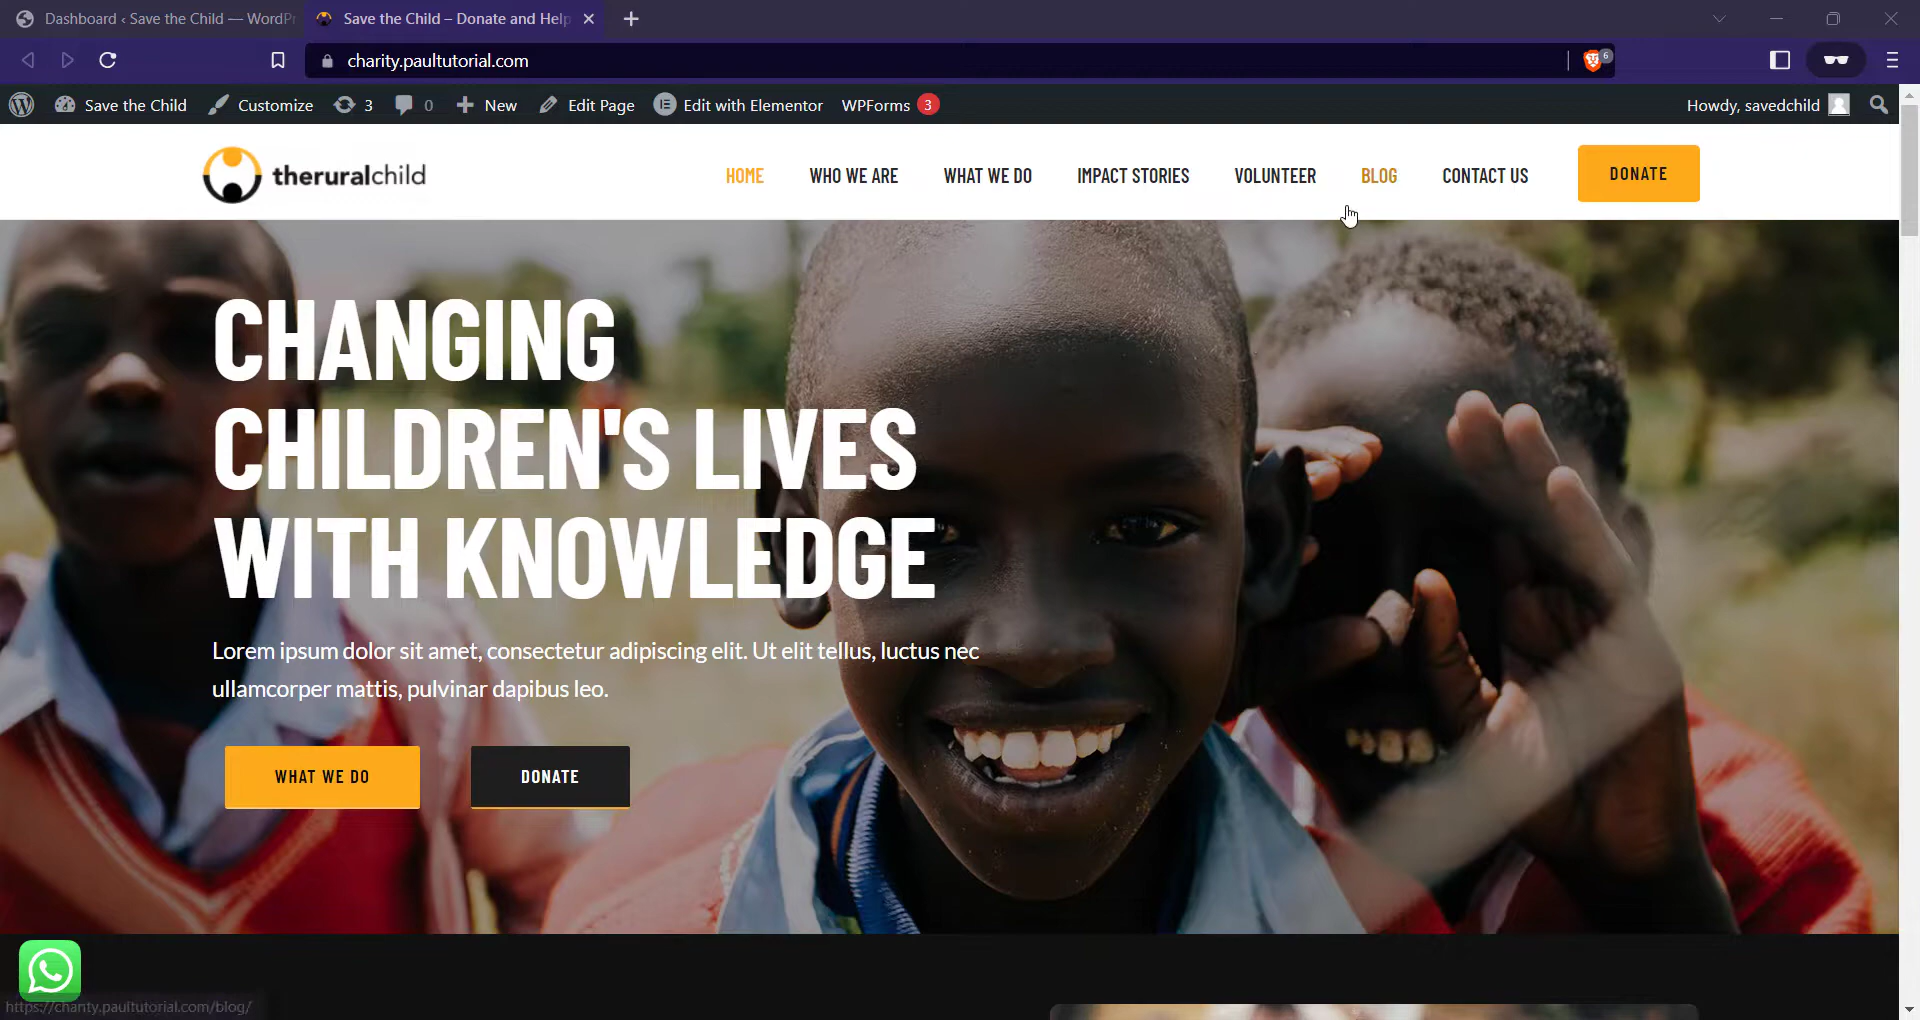 Dashboard ‹ Save the Child — WordPr
Save the Child – Donate and Help
charity.paultutorial.com
6
Save the Child
Customize
3
0
New
Edit Page
Edit with Elementor
WPForms 3
Howdy, savedchild
theruralchild
HOME
WHO WE ARE
WHAT WE DO
IMPACT STORIES
VOLUNTEER
BLOG
CONTACT US
DONATE
CHANGING
CHILDREN'S LIVES
WITH KNOWLEDGE
Lorem ipsum dolor sit amet, consectetur adipiscing elit. Ut elit tellus, luctus nec
ullamcorper mattis, pulvinar dapibus leo.
WHAT WE DO
DONATE
https://charity.paultutorial.com/blog/